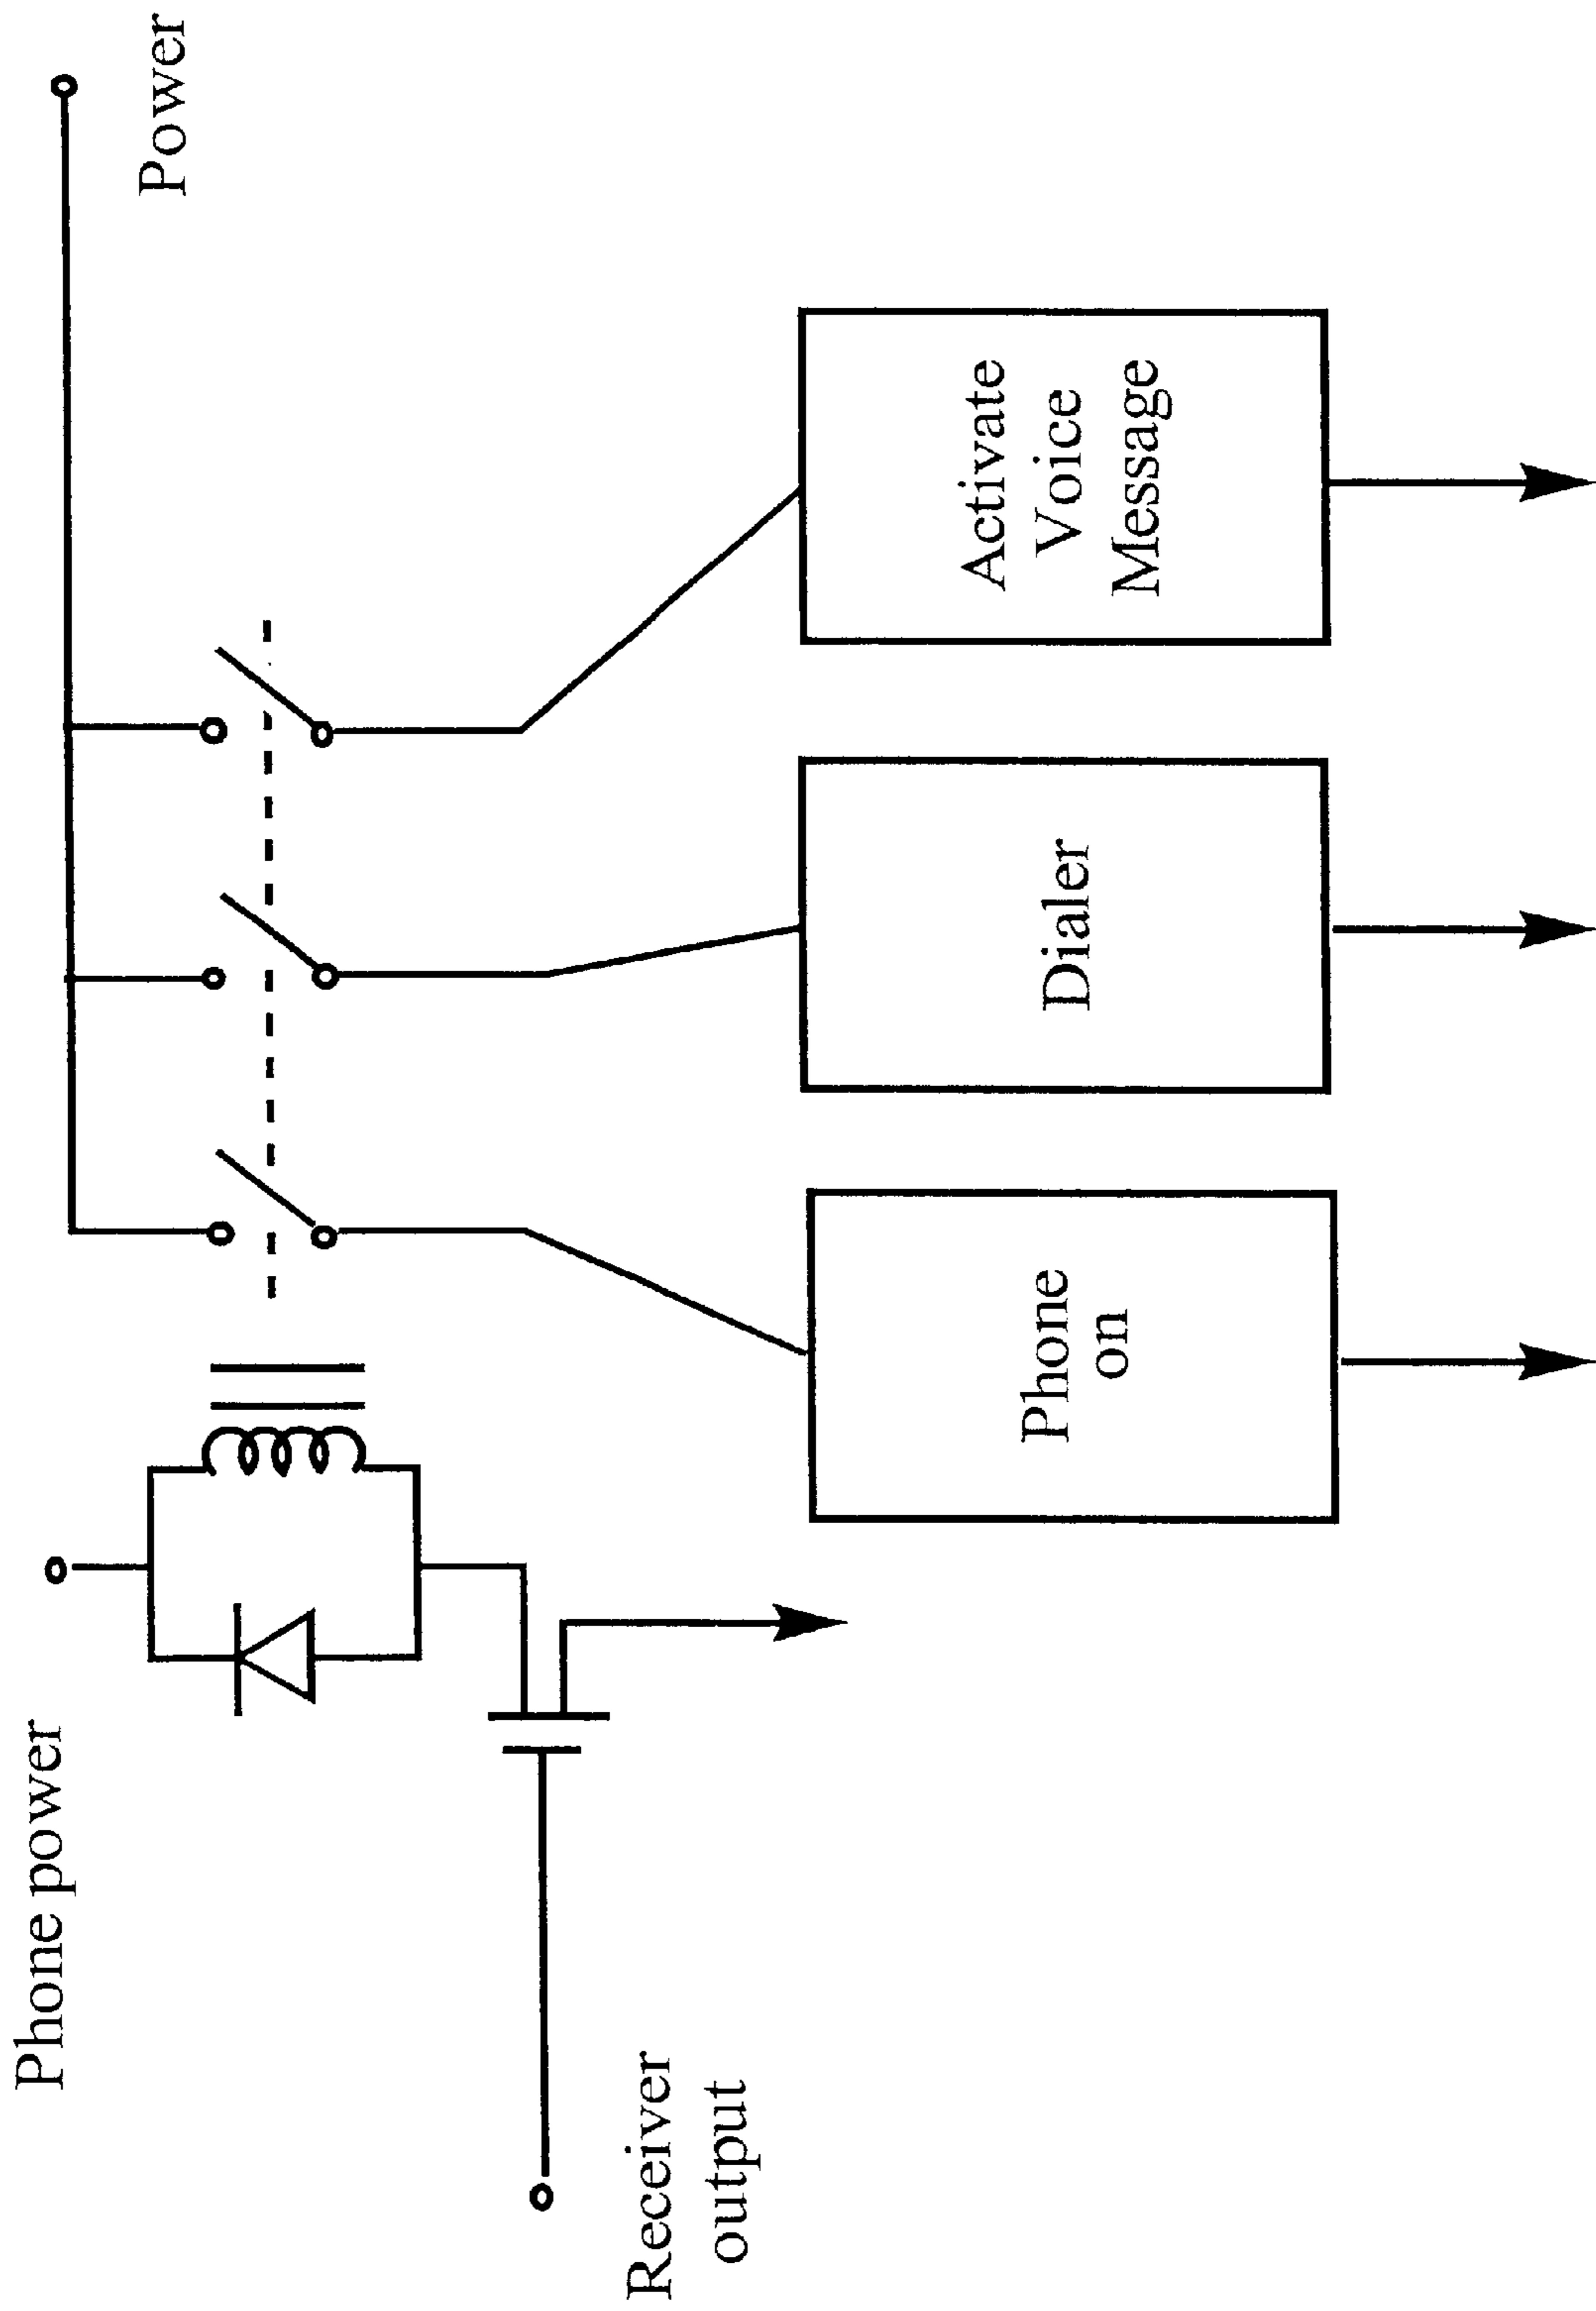 Phone power
Power
Receiver
output
Phone
on
Dialer
Activate
Voice
Message